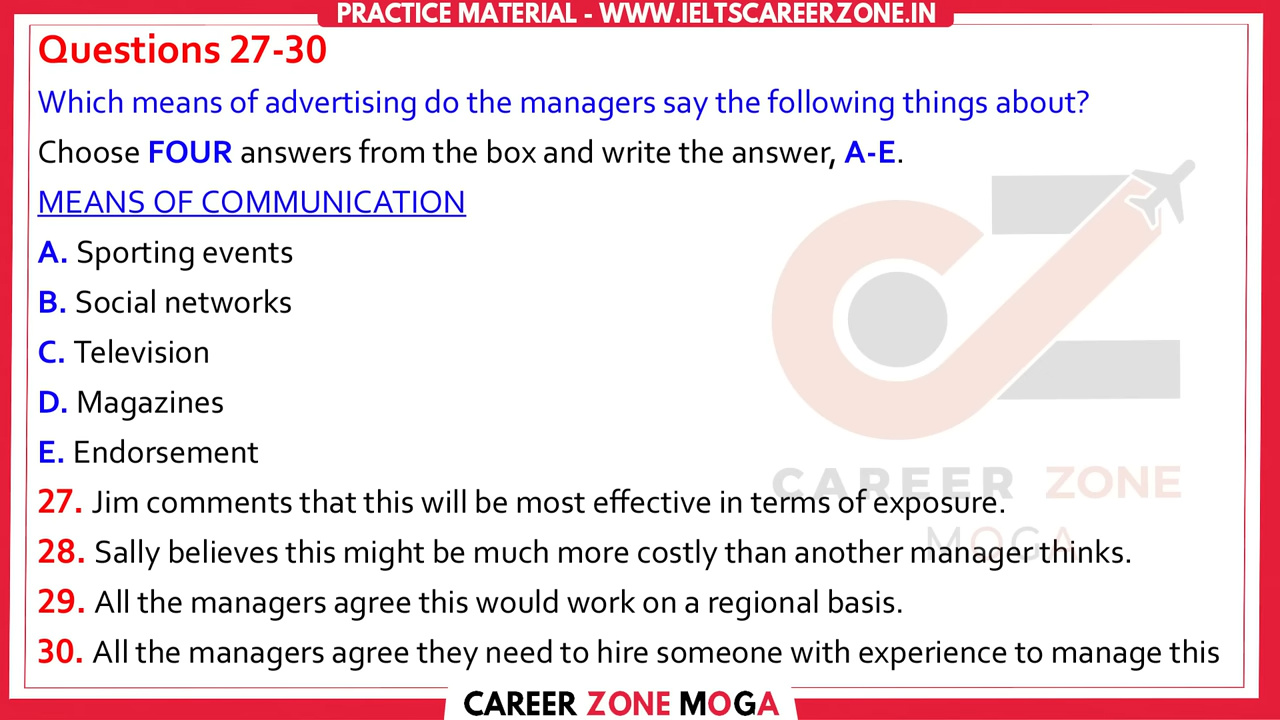 PRACTICE MATERIAL - WWW.IELTSCAREERZONE.IN
Questions 27-30
Which means of advertising do the managers say the following things about?
Choose FOUR answers from the box and write the answer, A-E.
MEANS OF COMMUNICATION
A. Sporting events
B. Social networks
C. Television
D. Magazines
E. Endorsement
CAREER ZONE
MOGA
27. Jim comments that this will be most effective in terms of exposure.
28. Sally believes this might be much more costly than another manager thinks.
29. All the managers agree this would work on a regional basis.
30. All the managers agree they need to hire someone with experience to manage this
CAREER ZONE MOGA